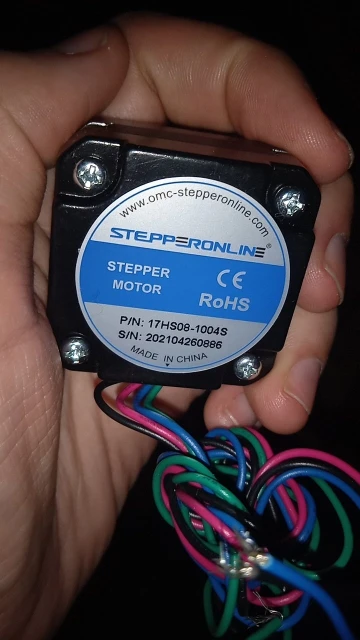 www.omc-stepperonline.com
STEPPERONLINE®
STEPPER
MOTOR
CE
RoHS
P/N: 17HS08-1004S
S/N: 202104260886
MADE IN CHINA